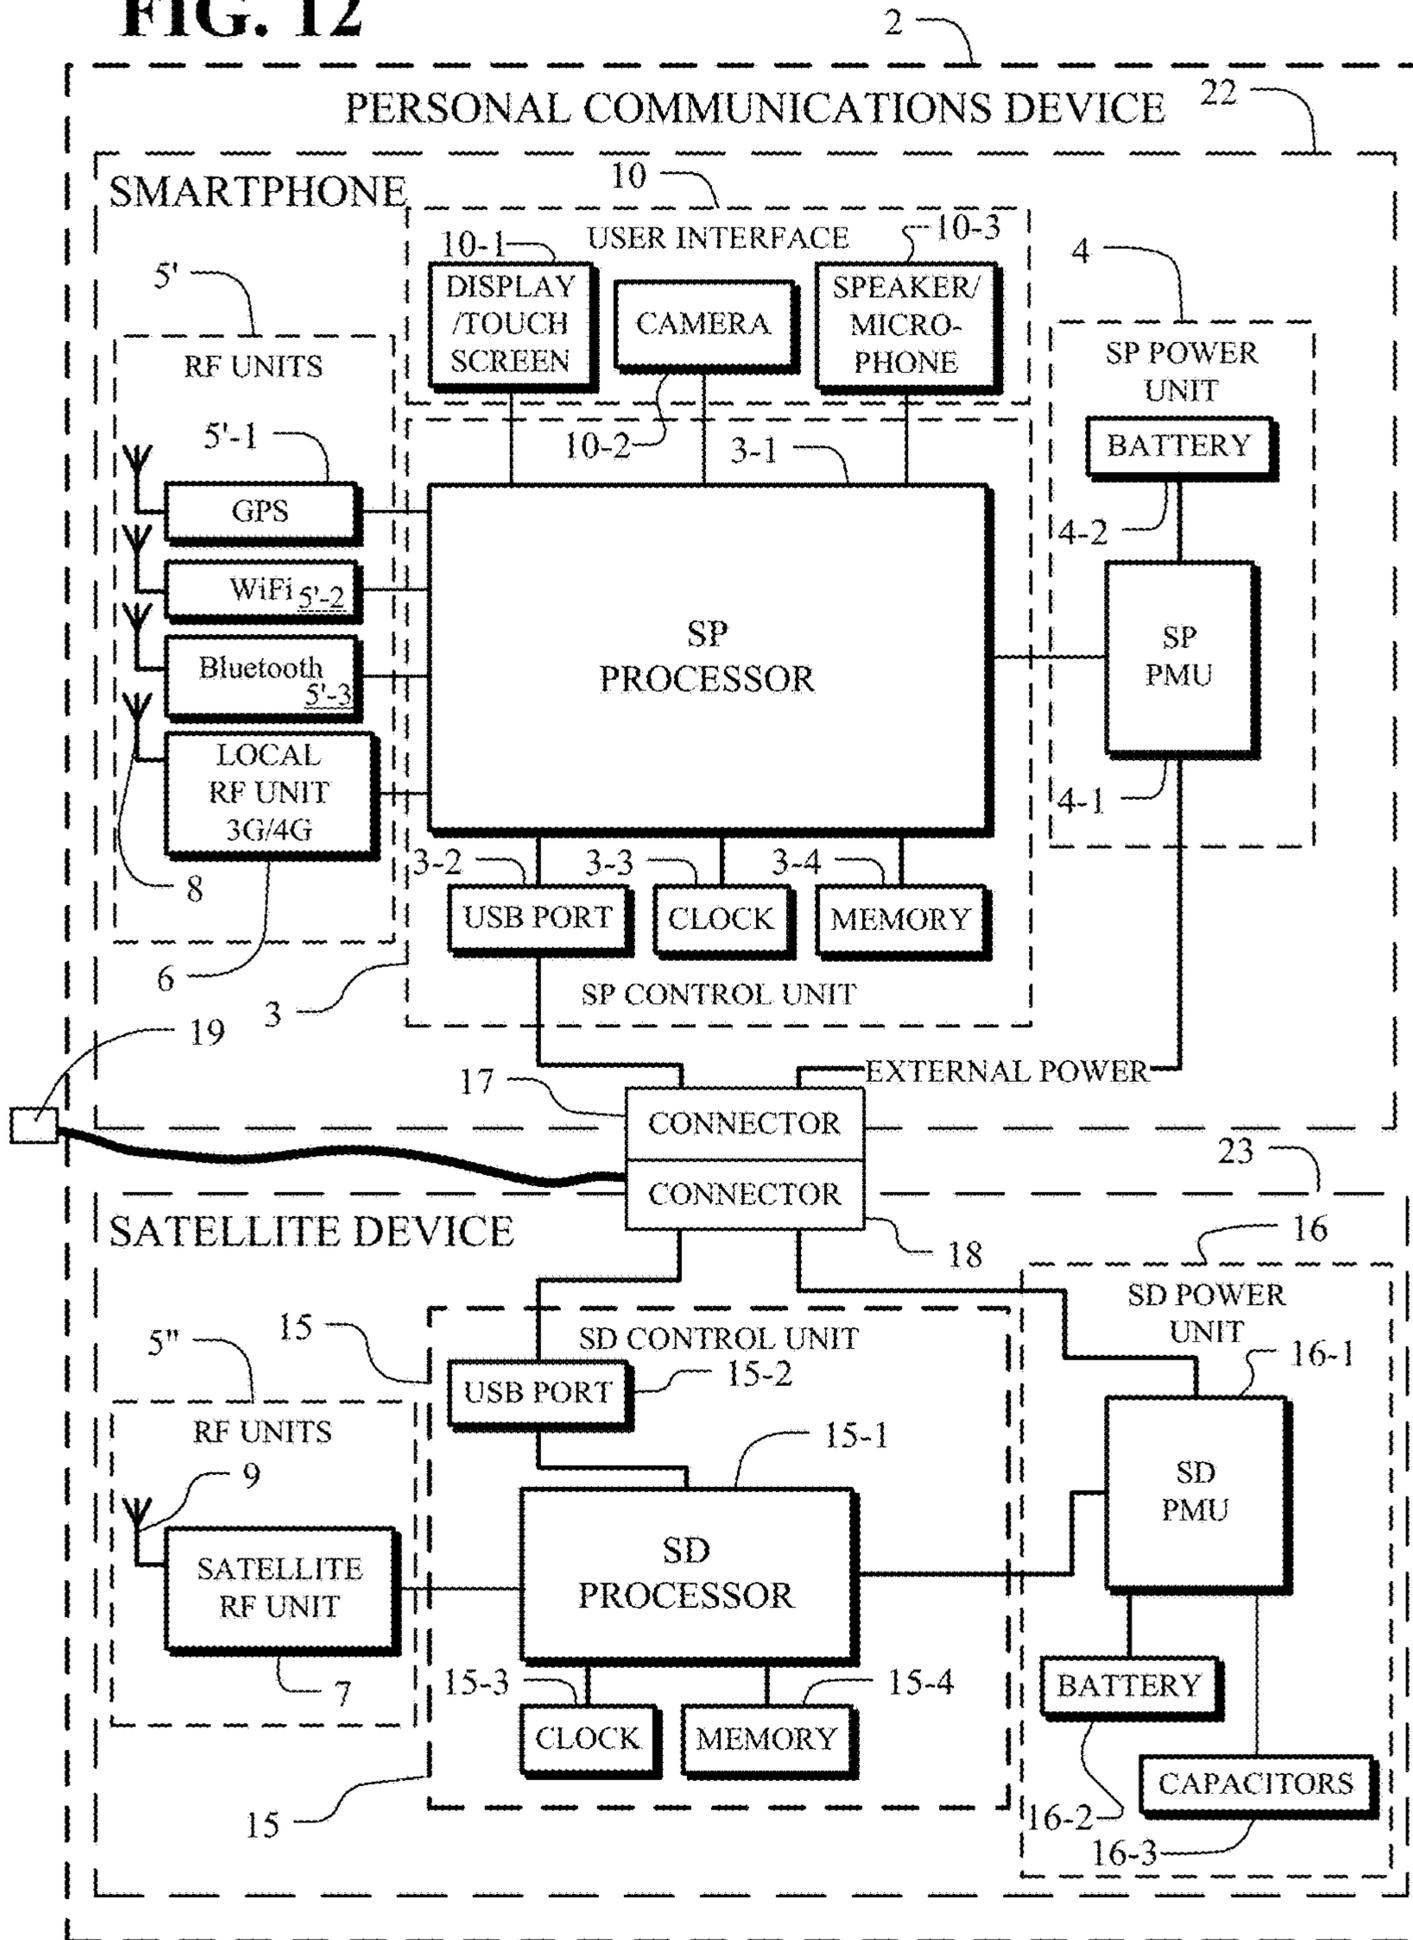 FIG. 12
2
PERSONAL COMMUNICATIONS DEVICE
22
SMARTPHONE
10
USER INTERFACE
10-1
10-3
DISPLAY
/TOUCH
SCREEN
CAMERA
SPEAKER/
MICRO-
PHONE
10-2
4
SP POWER
UNIT
BATTERY
4-2
SP
PMU
4-1
5'
RF UNITS
5'-1
GPS
WiFi 5'-2
Bluetooth
5'-3
LOCAL
RF UNIT
3G/4G
8
6
3-1
SP
PROCESSOR
3-2
3-3
3-4
USB PORT
CLOCK
MEMORY
SP CONTROL UNIT
3
19
EXTERNAL POWER
17
CONNECTOR
CONNECTOR
18
23
SATELLITE DEVICE
16
SD POWER
UNIT
16-1
SD
PMU
BATTERY
16-2
CAPACITORS
16-3
15
SD CONTROL UNIT
USB PORT
15-2
15-1
SD
PROCESSOR
15-3
15-4
CLOCK
MEMORY
15
5"
RF UNITS
9
SATELLITE
RF UNIT
7